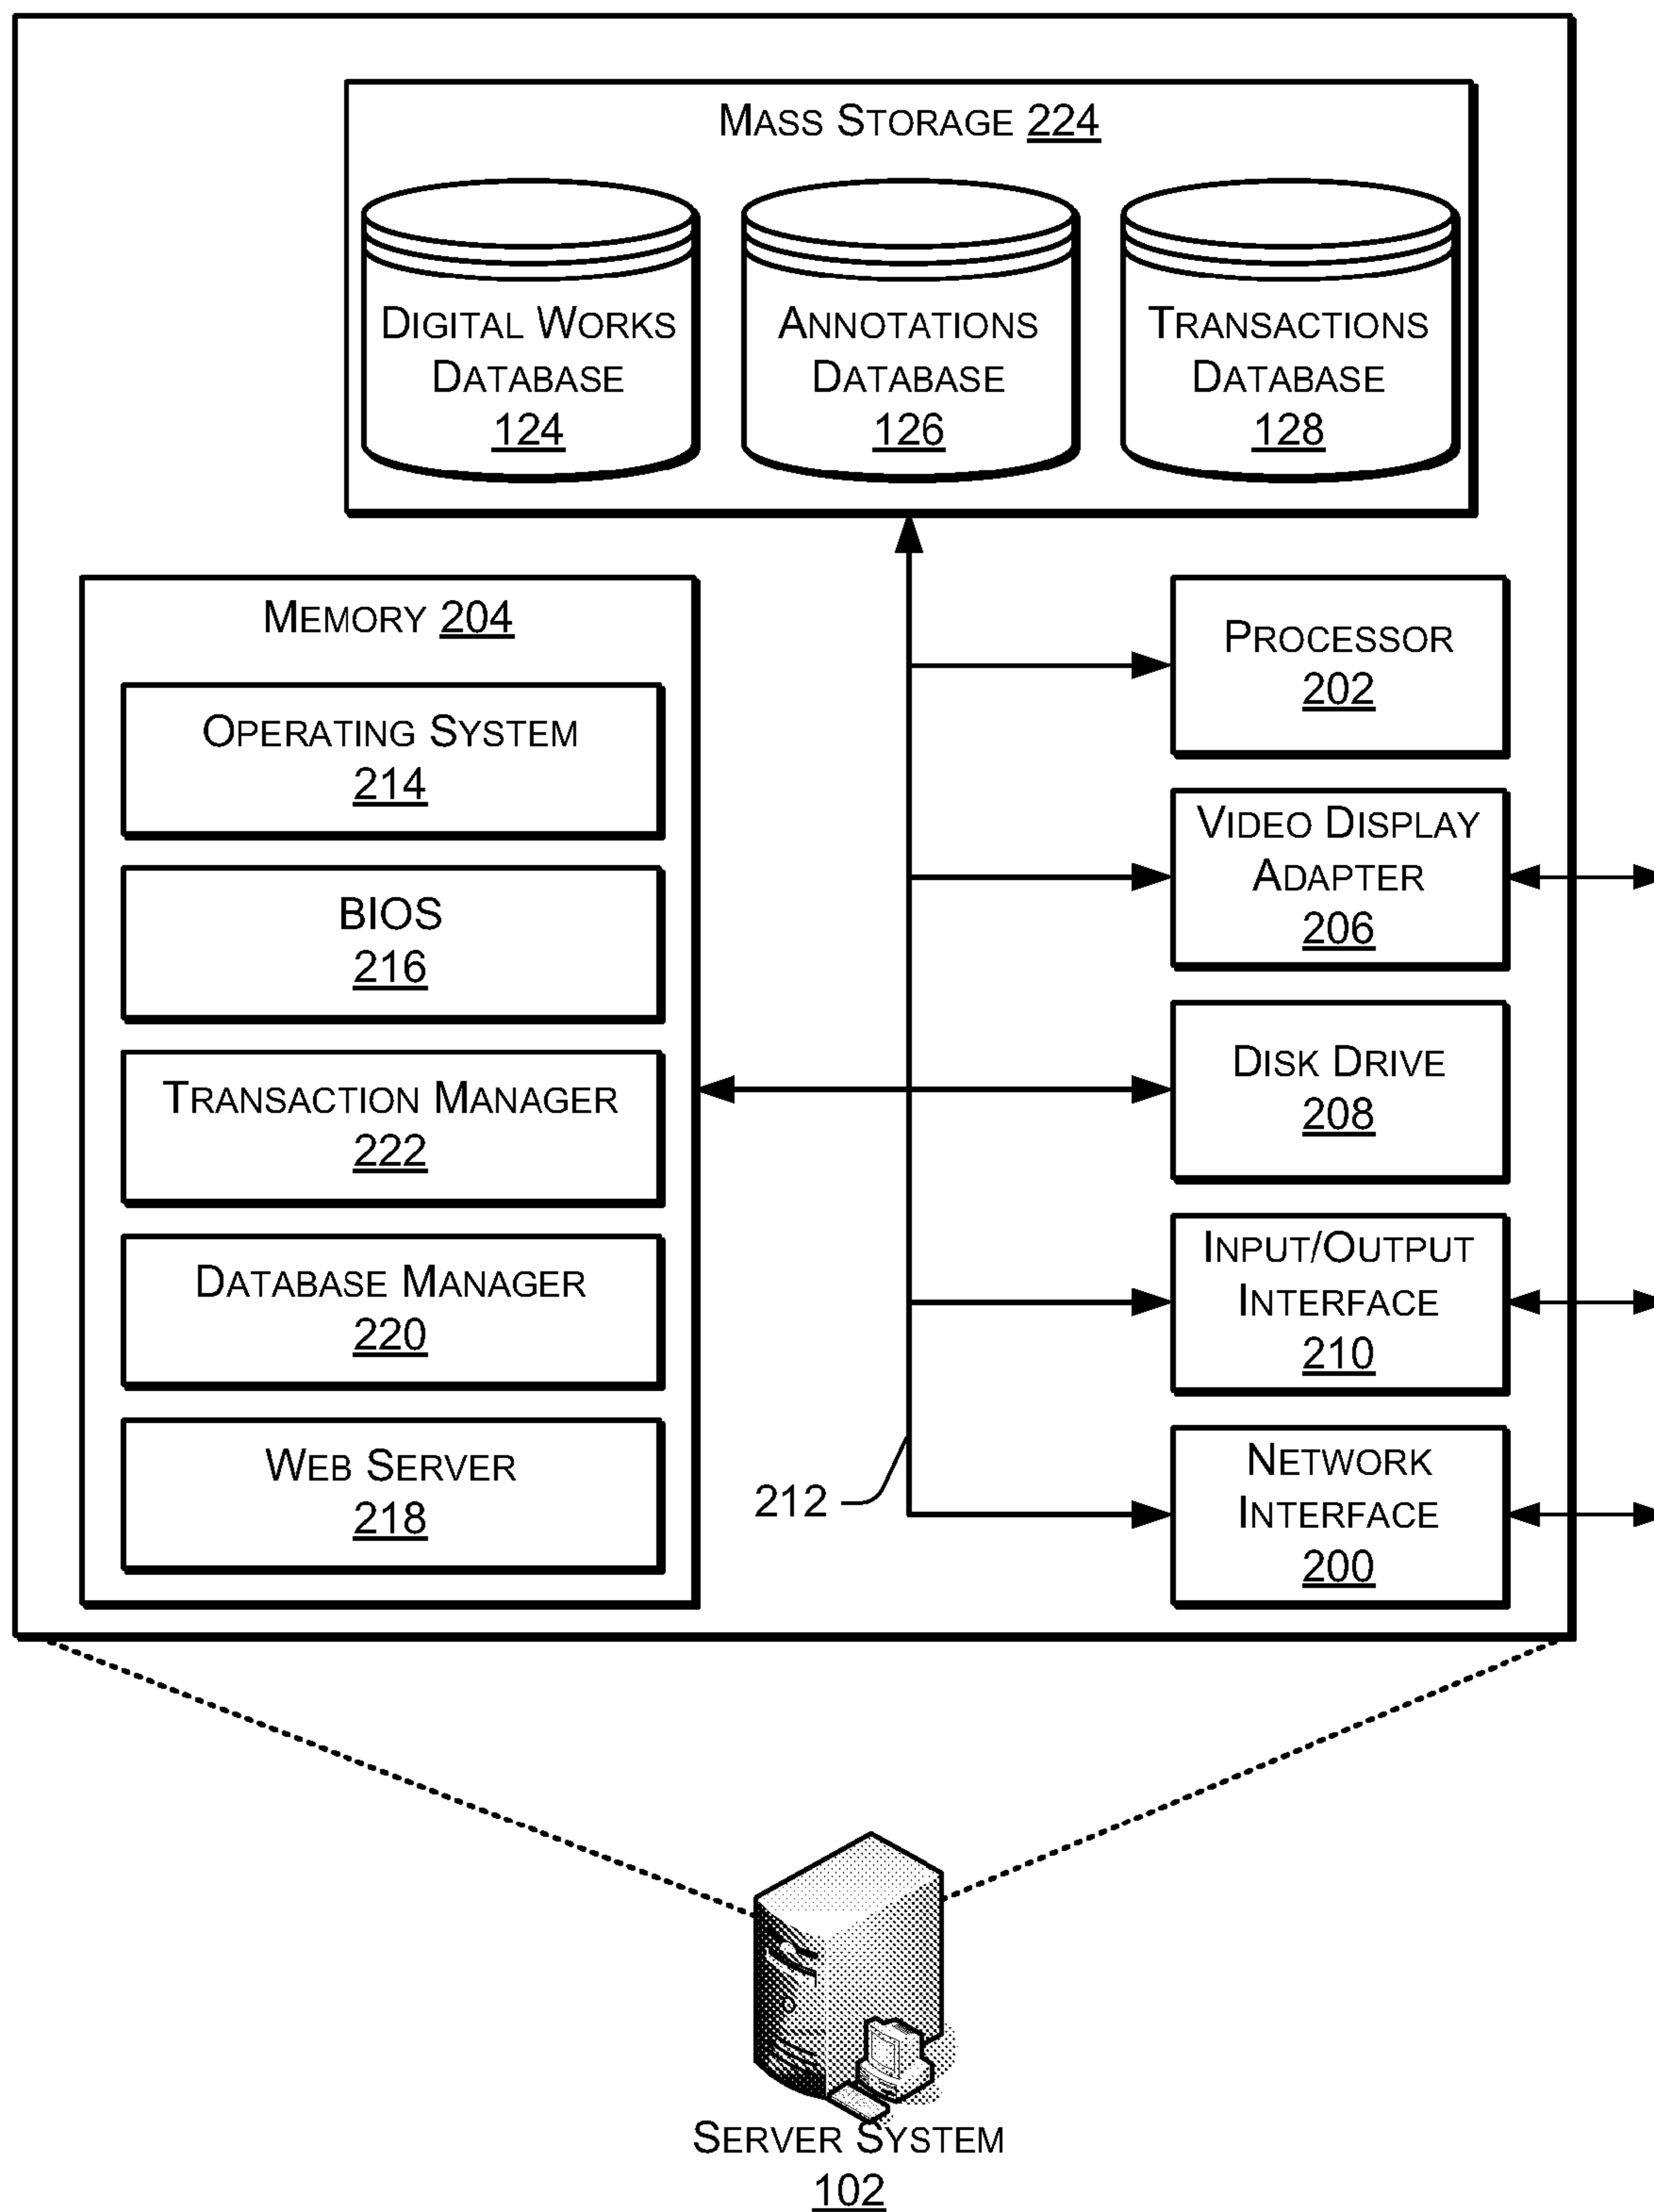 MASS STORAGE 224
DIGITAL WORKS
DATABASE
124
ANNOTATIONS
DATABASE
126
TRANSACTIONS
DATABASE
128
MEMORY 204
OPERATING SYSTEM
214
BIOS
216
TRANSACTION MANAGER
222
DATABASE MANAGER
220
WEB SERVER
218
PROCESSOR
202
VIDEO DISPLAY
ADAPTER
206
DISK DRIVE
208
INPUT/OUTPUT
INTERFACE
210
NETWORK
INTERFACE
200
212
SERVER SYSTEM
102